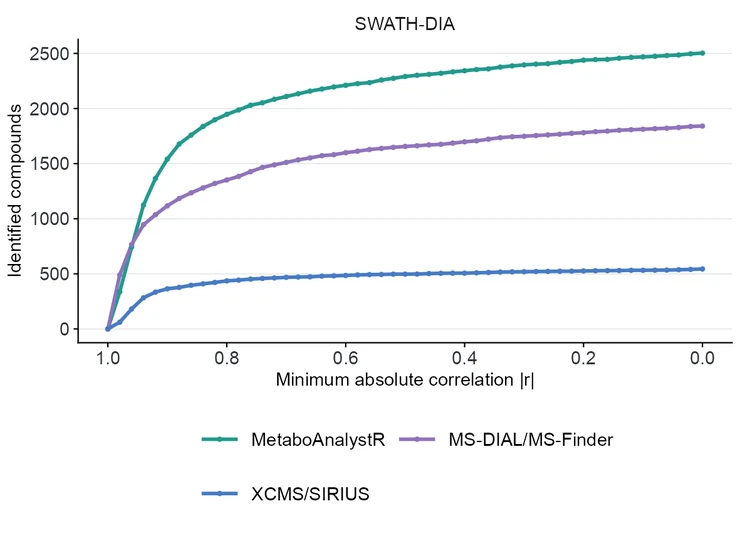 SWATH-DIA
Identified compounds
2500
2000
1500
1000
500
0
1.0 0.8 0.6 0.4 0.2 0.0
Minimum absolute correlation |r|
MetaboAnalystR MS-DIAL/MS-Finder
XCMS/SIRIUS